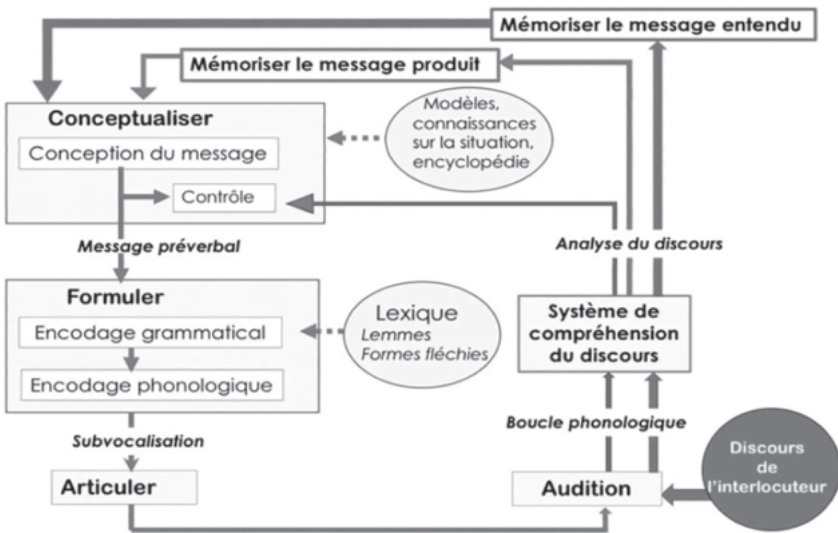 Mémoriser le message entendu
Mémoriser le message produit
Conceptualiser
Conception du message
Contrôle
Modèles,
connaissances
sur la situation,
encyclopédie
Message préverbal
Analyse du discours
Formuler
Encodage grammatical
Encodage phonologique
Lexique
Lemmes
Formes fléchies
Système de
compréhension
du discours
Subvocalisation
Boucle phonologique
Articuler
Audition
Discours
de
l'interlocuteur